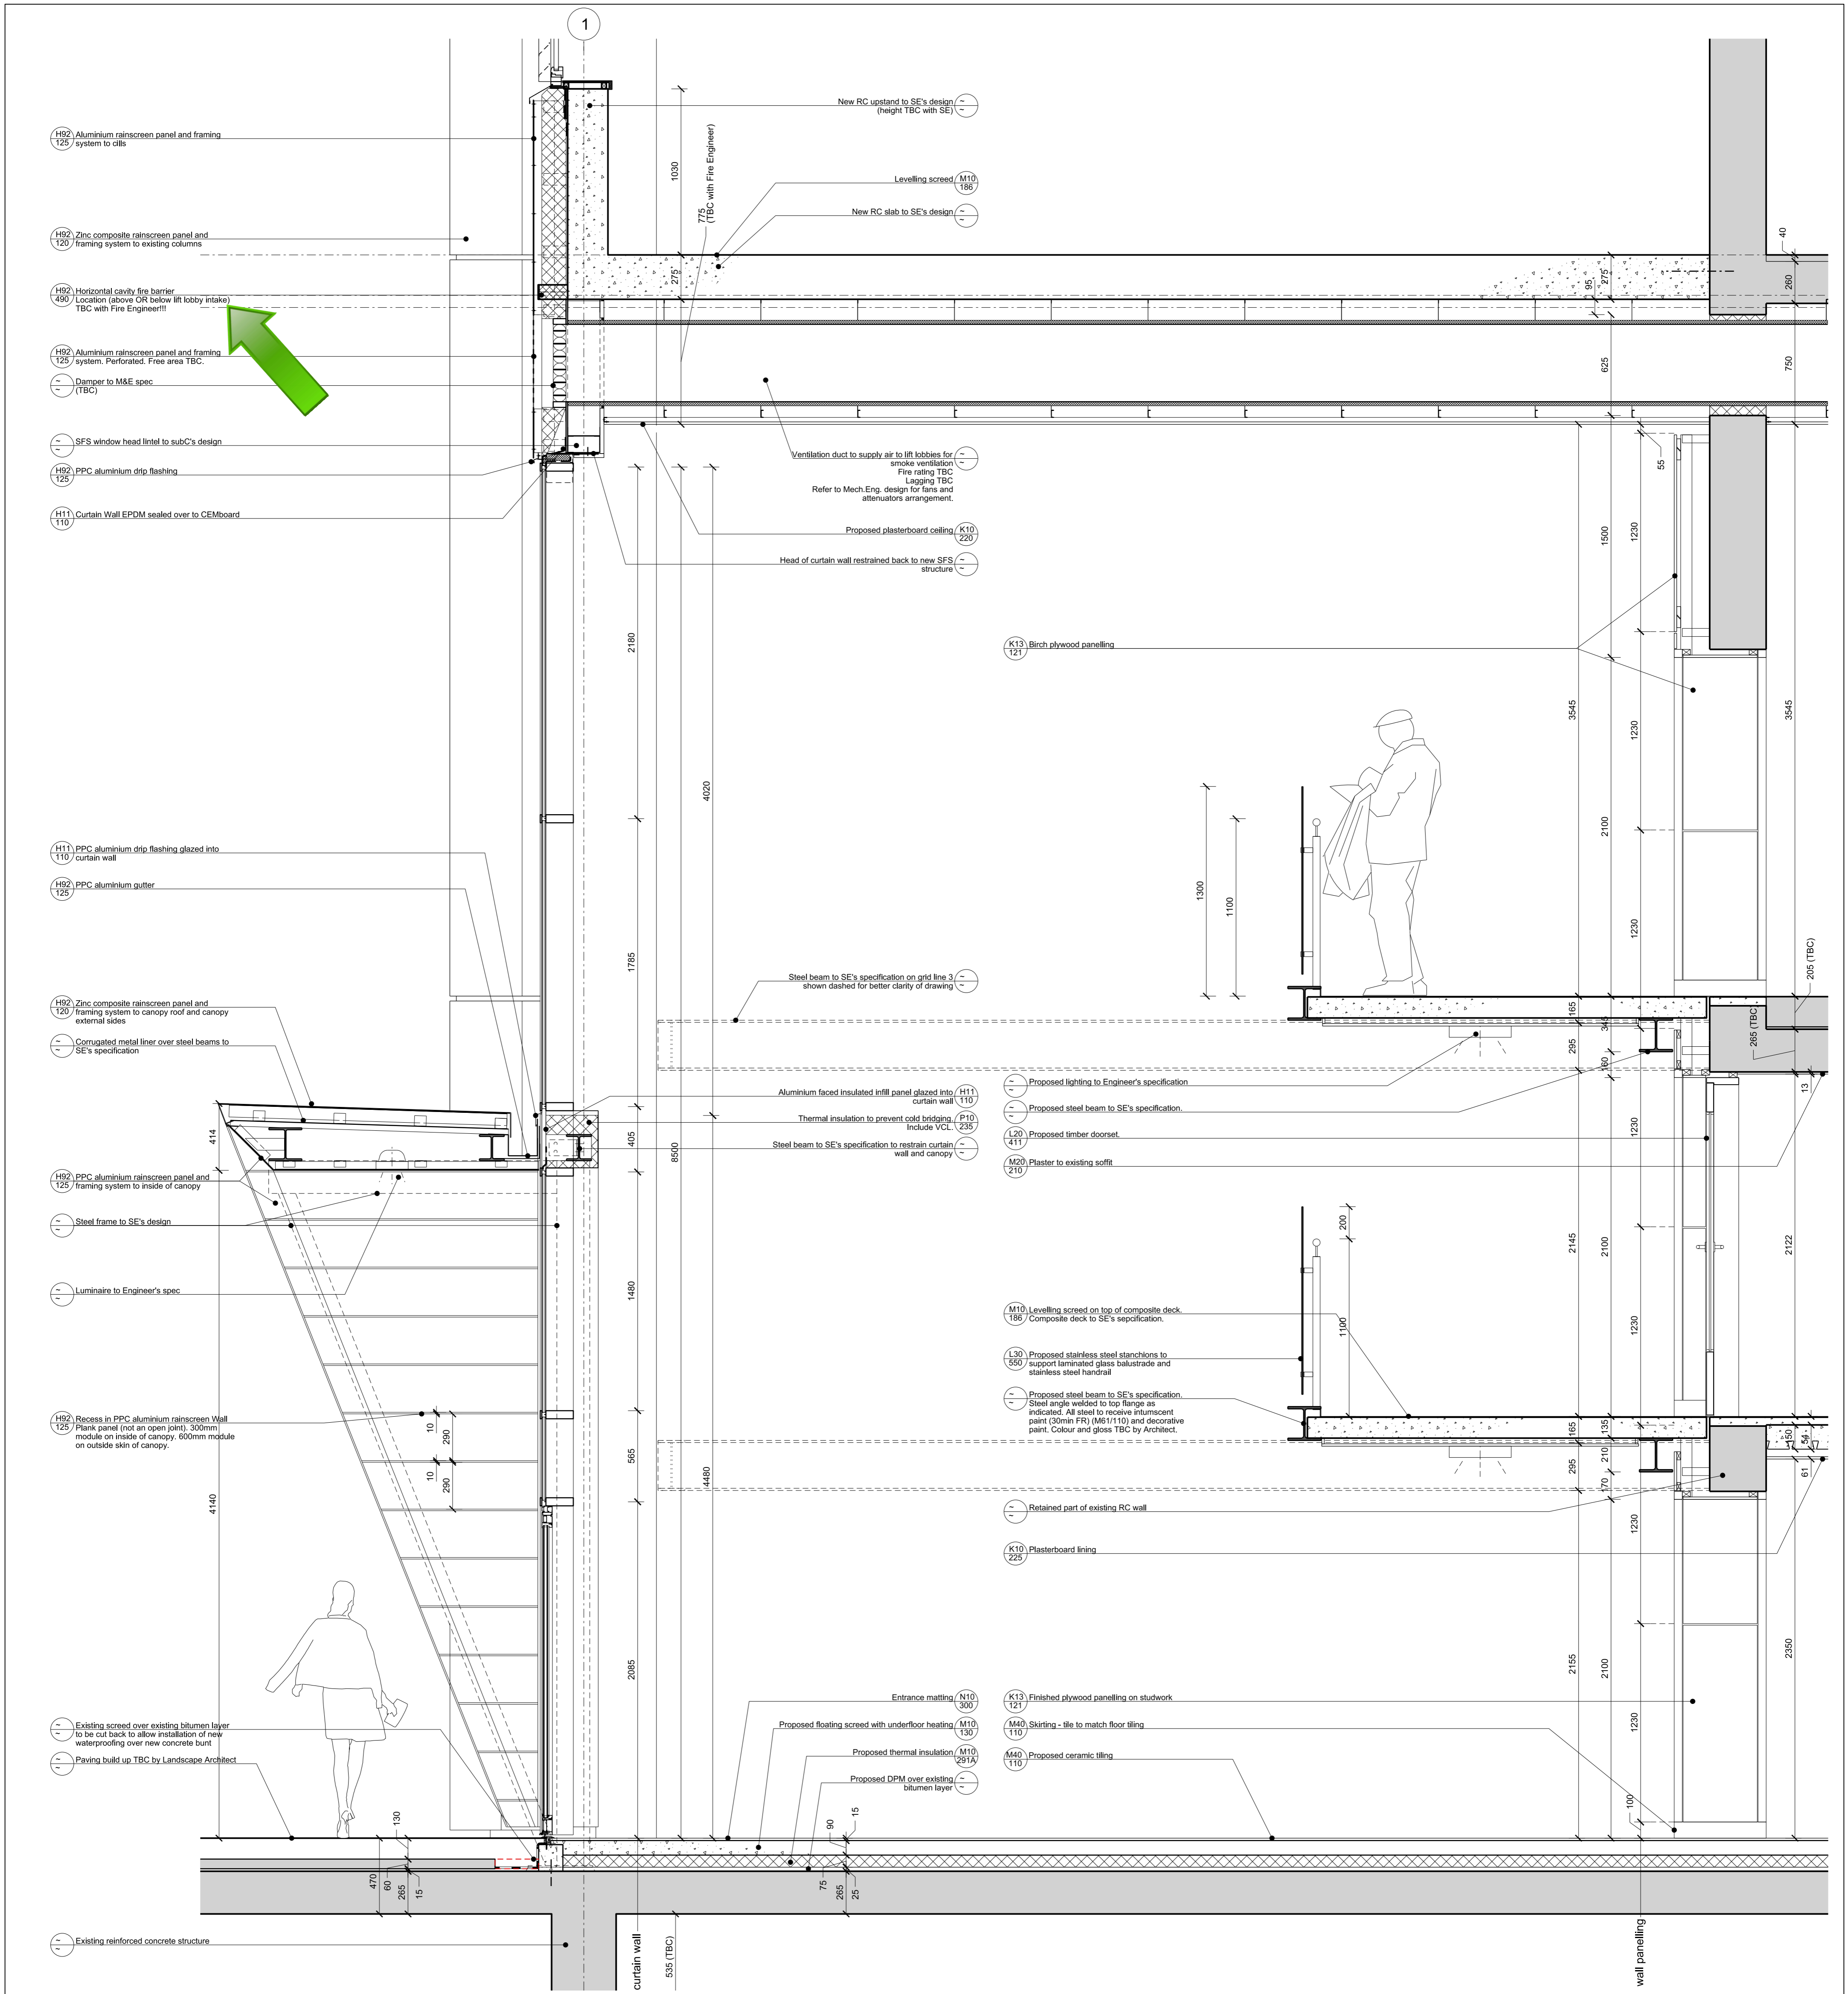 1
H92
125
Aluminium rainscreen panel and framing
system to cills
H92
120
Zinc composite rainscreen panel and
framing system to existing columns
H92
490
Horizontal cavity fire barrier
Location (above OR below lift lobby intake)
TBC with Fire Engineer!!!
H92
125
Aluminium rainscreen panel and framing
system. Perforated. Free area TBC.
~
~
Damper to M&E spec
(TBC)
~
~
SFS window head lintel to subC's design
H92
125
PPC aluminium drip flashing
H11
110
Curtain Wall EPDM sealed over to CEMboard
H11
110
PPC aluminium drip flashing glazed into
curtain wall
H92
125
PPC aluminium gutter
H92
120
Zinc composite rainscreen panel and
framing system to canopy roof and canopy
external sides
~
~
Corrugated metal liner over steel beams to
SE's specification
H92
125
PPC aluminium rainscreen panel and
framing system to inside of canopy
~
~
Steel frame to SE's design
~
~
Luminaire to Engineer's spec
H92
125
Recess in PPC aluminium rainscreen Wall
Plank panel (not an open joint). 300mm
module on inside of canopy. 600mm module
on outside skin of canopy.
~
~
Existing screed over existing bitumen layer
to be cut back to allow installation of new
waterproofing over new concrete bunt
~
~
Paving build up TBC by Landscape Architect
~
~
Existing reinforced concrete structure
414
4140
10
290
10
290
130
470
60
265
15
New RC upstand to SE's design
(height TBC with SE)
~
~
Levelling screed
M10
186
New RC slab to SE's design
~
~
1030
275
775
(TBC with Fire Engineer)
Ventilation duct to supply air to lift lobbies for
smoke ventilation
Fire rating TBC
Lagging TBC
Refer to Mech.Eng. design for fans and
attenuators arrangement.
~
~
Proposed plasterboard ceiling
K10
220
Head of curtain wall restrained back to new SFS
structure
~
~
2180
1785
405
1480
565
2085
curtain wall
8500
535 (TBC)
4020
4480
Steel beam to SE's specification on grid line 3
shown dashed for better clarity of drawing
~
~
Aluminium faced insulated infill panel glazed into
curtain wall
H11
110
Thermal insulation to prevent cold bridging.
Include VCL.
P10
235
Steel beam to SE's specification to restrain curtain
wall and canopy
~
~
Entrance matting
N10
300
Proposed floating screed with underfloor heating
M10
130
Proposed thermal insulation
M10
291A
Proposed DPM over existing
bitumen layer
~
~
90
15
75
265
25
K13
121
Birch plywood panelling
~
~
Proposed lighting to Engineer's specification
~
~
Proposed steel beam to SE's specification.
L20
411
Proposed timber doorset.
M20
210
Plaster to existing soffit
M10
186
Levelling screed on top of composite deck.
Composite deck to SE's sepcification.
L30
550
Proposed stainless steel stanchions to
support laminated glass balustrade and
stainless steel handrail
~
~
Proposed steel beam to SE's specification.
Steel angle welded to top flange as
indicated. All steel to receive intumscent
paint (30min FR) (M61/110) and decorative
paint. Colour and gloss TBC by Architect.
~
~
Retained part of existing RC wall
K10
225
Plasterboard lining
K13
121
Finished plywood panelling on studwork
M40
110
Skirting - tile to match floor tiling
M40
110
Proposed ceramic tilling
1300
1100
200
1100
3545
165
295
2145
165
295
2155
95
275
625
1500
2100
345
160
2100
135
210
170
2100
55
1230
1230
1230
1230
1230
1230
1230
100
wall panelling
40
260
750
3545
205 (TBC)
265 (TBC)
13
2122
150
54
61
2350